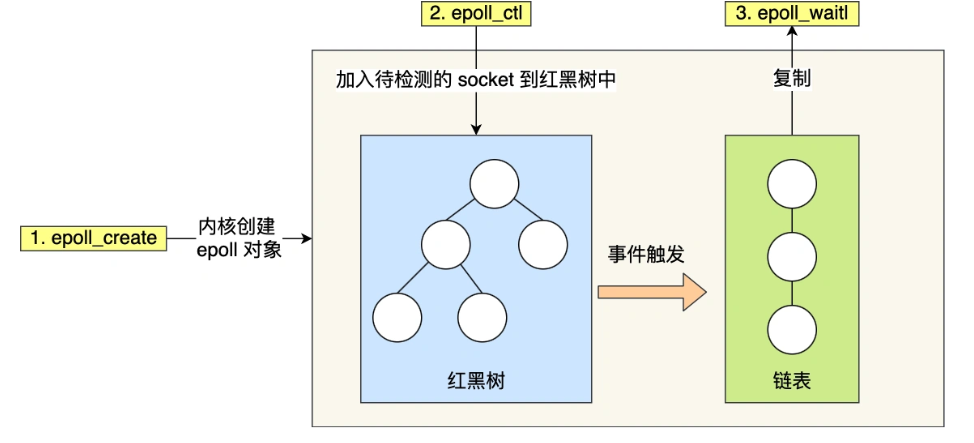 2. epoll_ctl
3. epoll_waitl
加入待检测的 socket 到红黑树中
复制
1. epoll_create
内核创建
epoll 对象
事件触发
红黑树
链表